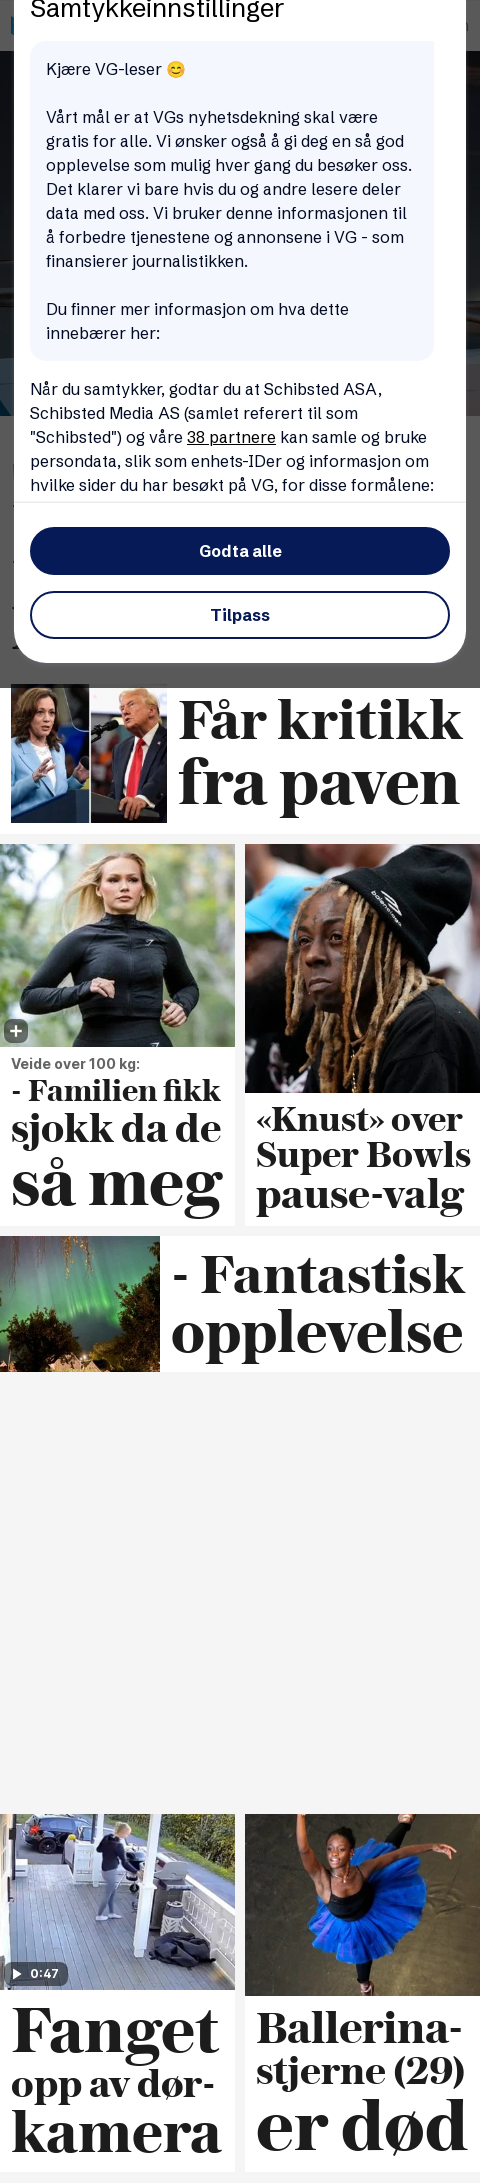 Samtykkeinnstillinger
Kjære VG-leser 😊
Vårt mål er at VGs nyhetsdekning skal være
gratis for alle. Vi ønsker også å gi deg en så god
opplevelse som mulig hver gang du besøker oss.
Det klarer vi bare hvis du og andre lesere deler
data med oss. Vi bruker denne informasjonen til
å forbedre tjenestene og annonsene i VG - som
finansierer journalistikken.
Du finner mer informasjon om hva dette
innebærer her:
Når du samtykker, godtar du at Schibsted ASA,
Schibsted Media AS (samlet referert til som
"Schibsted") og våre 38 partnere kan samle og bruke
persondata, slik som enhets-IDer og informasjon om
hvilke sider du har besøkt på VG, for disse formålene:
Godta alle
Tilpass
Får kritikk
fra paven
Veide over 100 kg:
- Familien fikk
sjokk da de
så meg
«Knust» over
Super Bowls
pause-valg
- Fantastisk
opplevelse
0:47
Fanget
opp av dør-
kamera
Ballerina-
stjerne (29)
er død